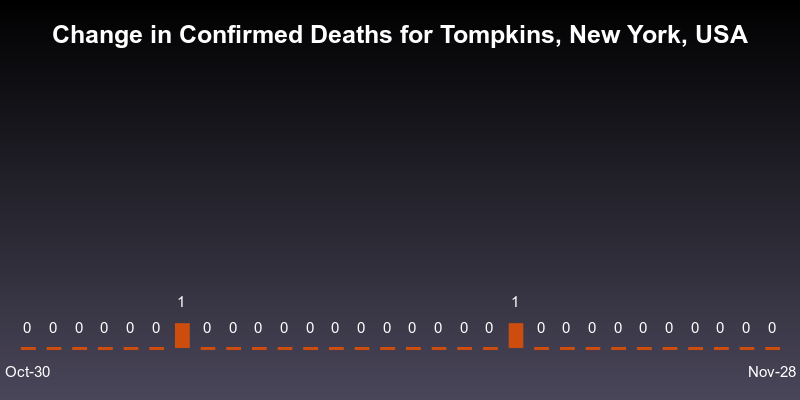 Change in Confirmed Deaths for Tompkins, New York, USA
1 1
0 0 0 0 0 0 0 0 0 0 0 0 0 0 0 0 0 0 0 0 0 0 0 0 0 0 0 0
Oct-30 Nov-28